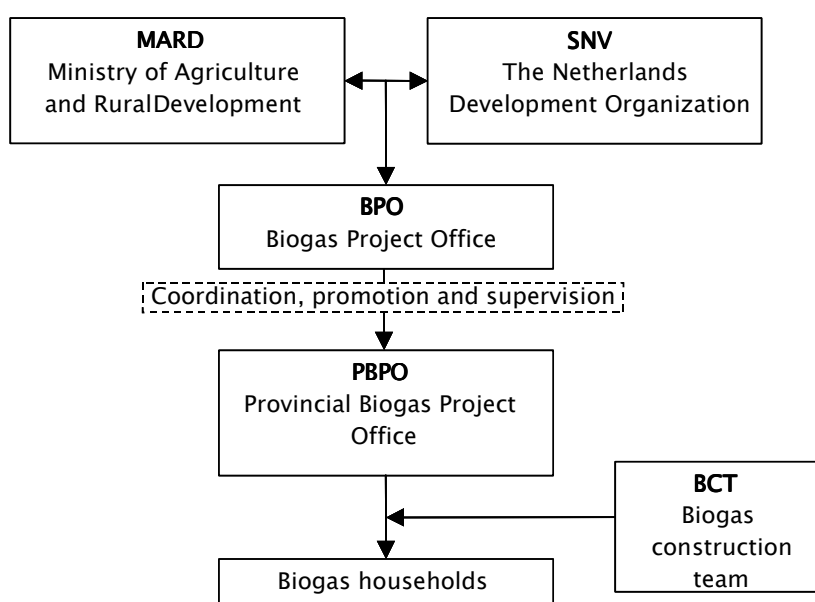 MARD
Ministry of Agriculture
and RuralDevelopment
SNV
The Netherlands
Development Organization
BPO
Biogas Project Office
Coordination, promotion and supervision
PBPO
Provincial Biogas Project
Office
BCT
Biogas
construction
team
Biogas households